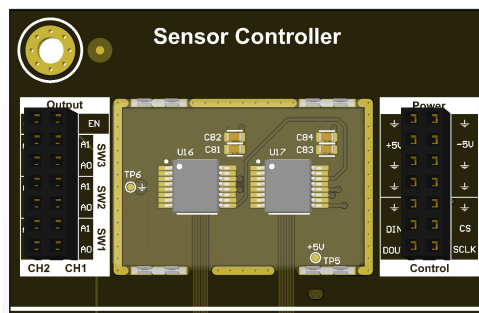 Sensor Controller
Output
EN
A1
A0
SW3
A1
A0
SW2
A1
A0
SW1
CH2 CH1
C82
C81
U16
TP6
C84
C83
U17
+5V
TP5
Power
+5V
-5V
DIN
CS
DOU
SCLK
Control